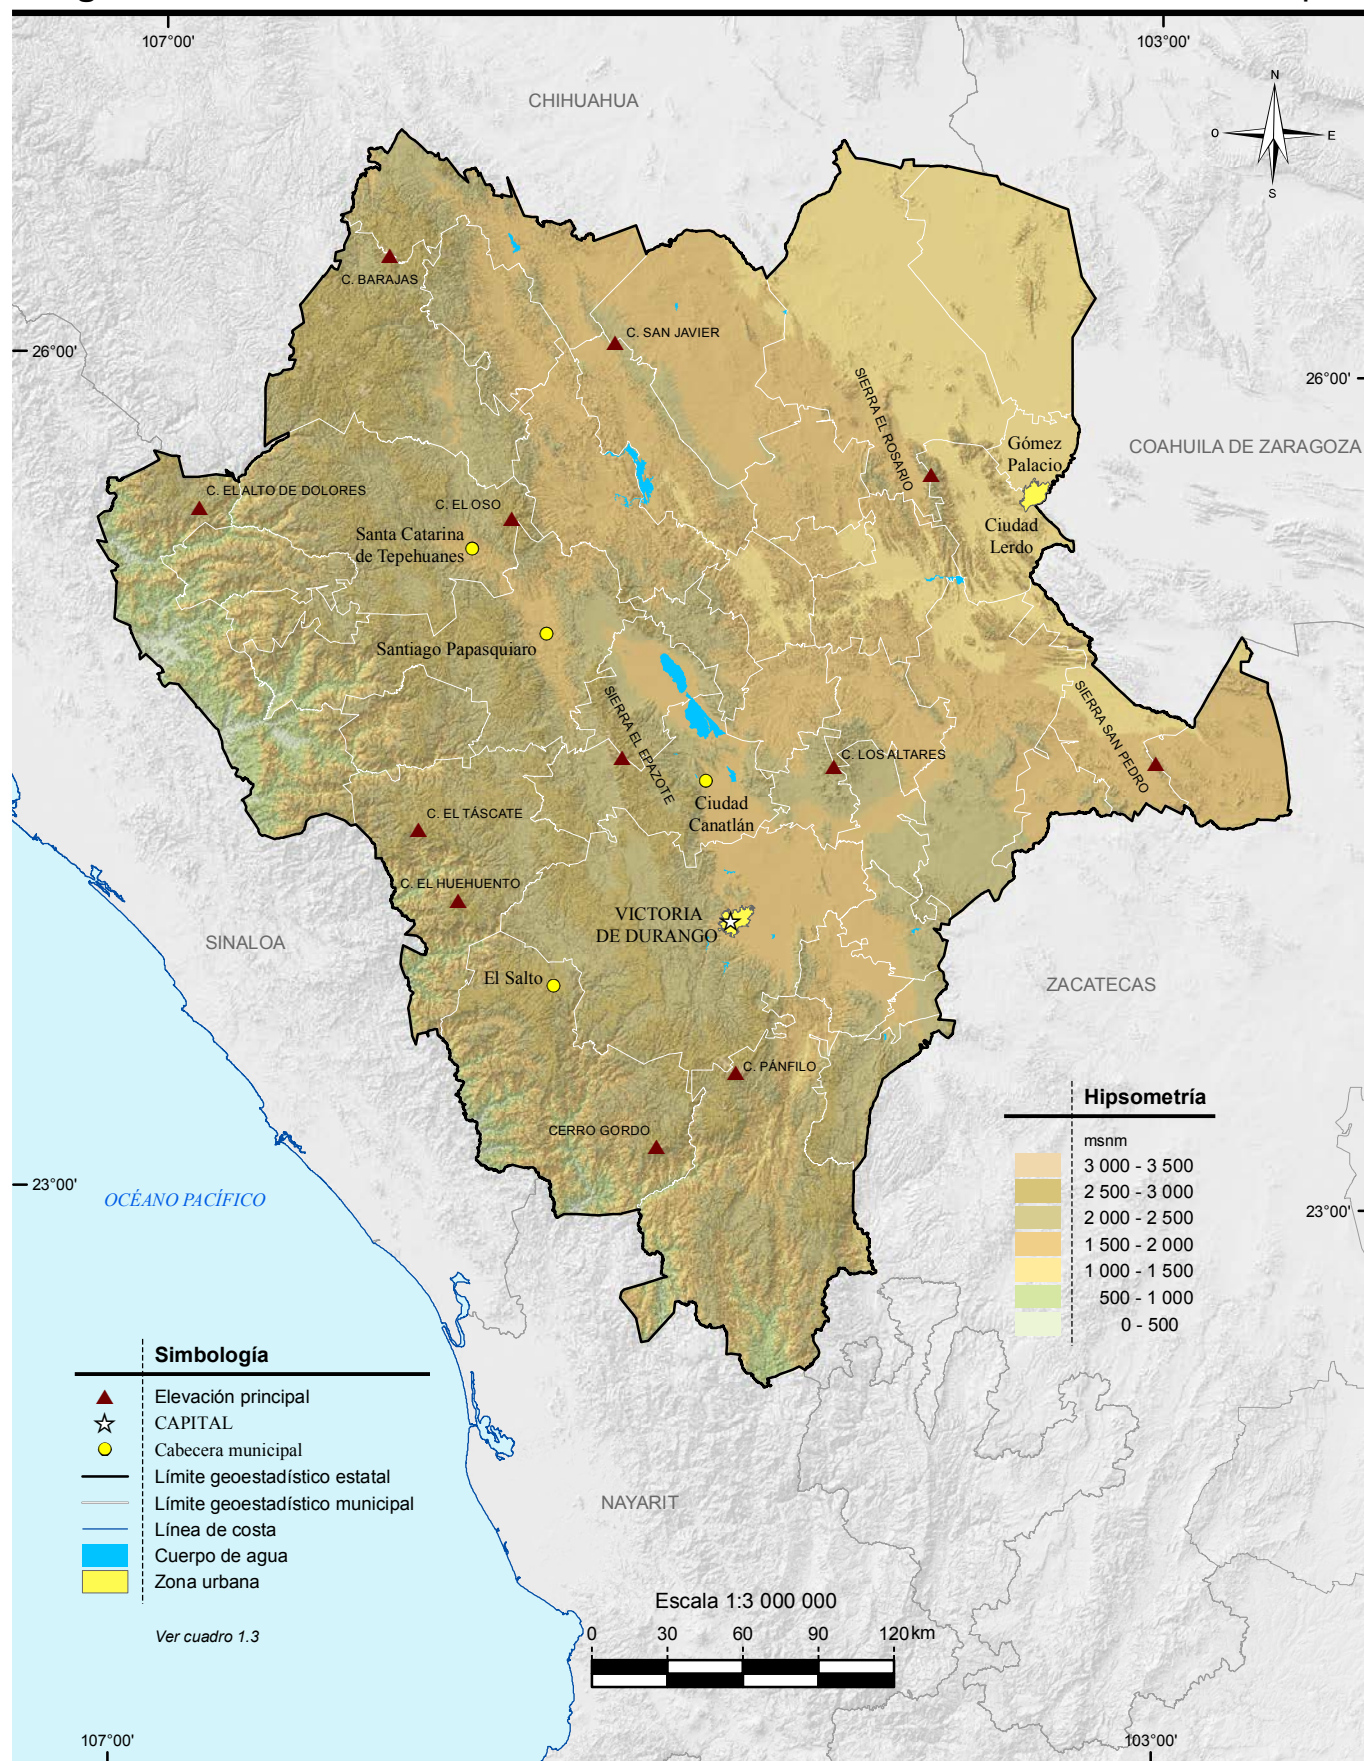 107°00'
103°00'
CHIHUAHUA
N
O
E
S
C. BARAJAS
C. SAN JAVIER
26°00'
26°00'
SIERRA EL ROSARIO
Gómez
Palacio
COAHUILA DE ZARAGOZA
C. EL ALTO DE DOLORES
C. EL OSO
Santa Catarina
de Tepehuanes
Ciudad
Lerdo
Santiago Papasquiaro
SIERRA EL EPAZOTE
SIERRA SAN PEDRO
C. LOS ALTARES
Ciudad
Canatlán
C. EL TÁSCATE
C. EL HUEHUENTO
VICTORIA
DE DURANGO
SINALOA
El Salto
ZACATECAS
C. PÁNFILO
CERRO GORDO
Hipsometría
msnm
3 000 - 3 500
2 500 - 3 000
2 000 - 2 500
1 500 - 2 000
1 000 - 1 500
500 - 1 000
0 - 500
23°00'
23°00'
OCÉANO PACÍFICO
Simbología
Elevación principal
CAPITAL
Cabecera municipal
Límite geoestadístico estatal
Límite geoestadístico municipal
Línea de costa
Cuerpo de agua
Zona urbana
Ver cuadro 1.3
NAYARIT
Escala 1:3 000 000
0 30 60 90 120 km
107°00'
103°00'